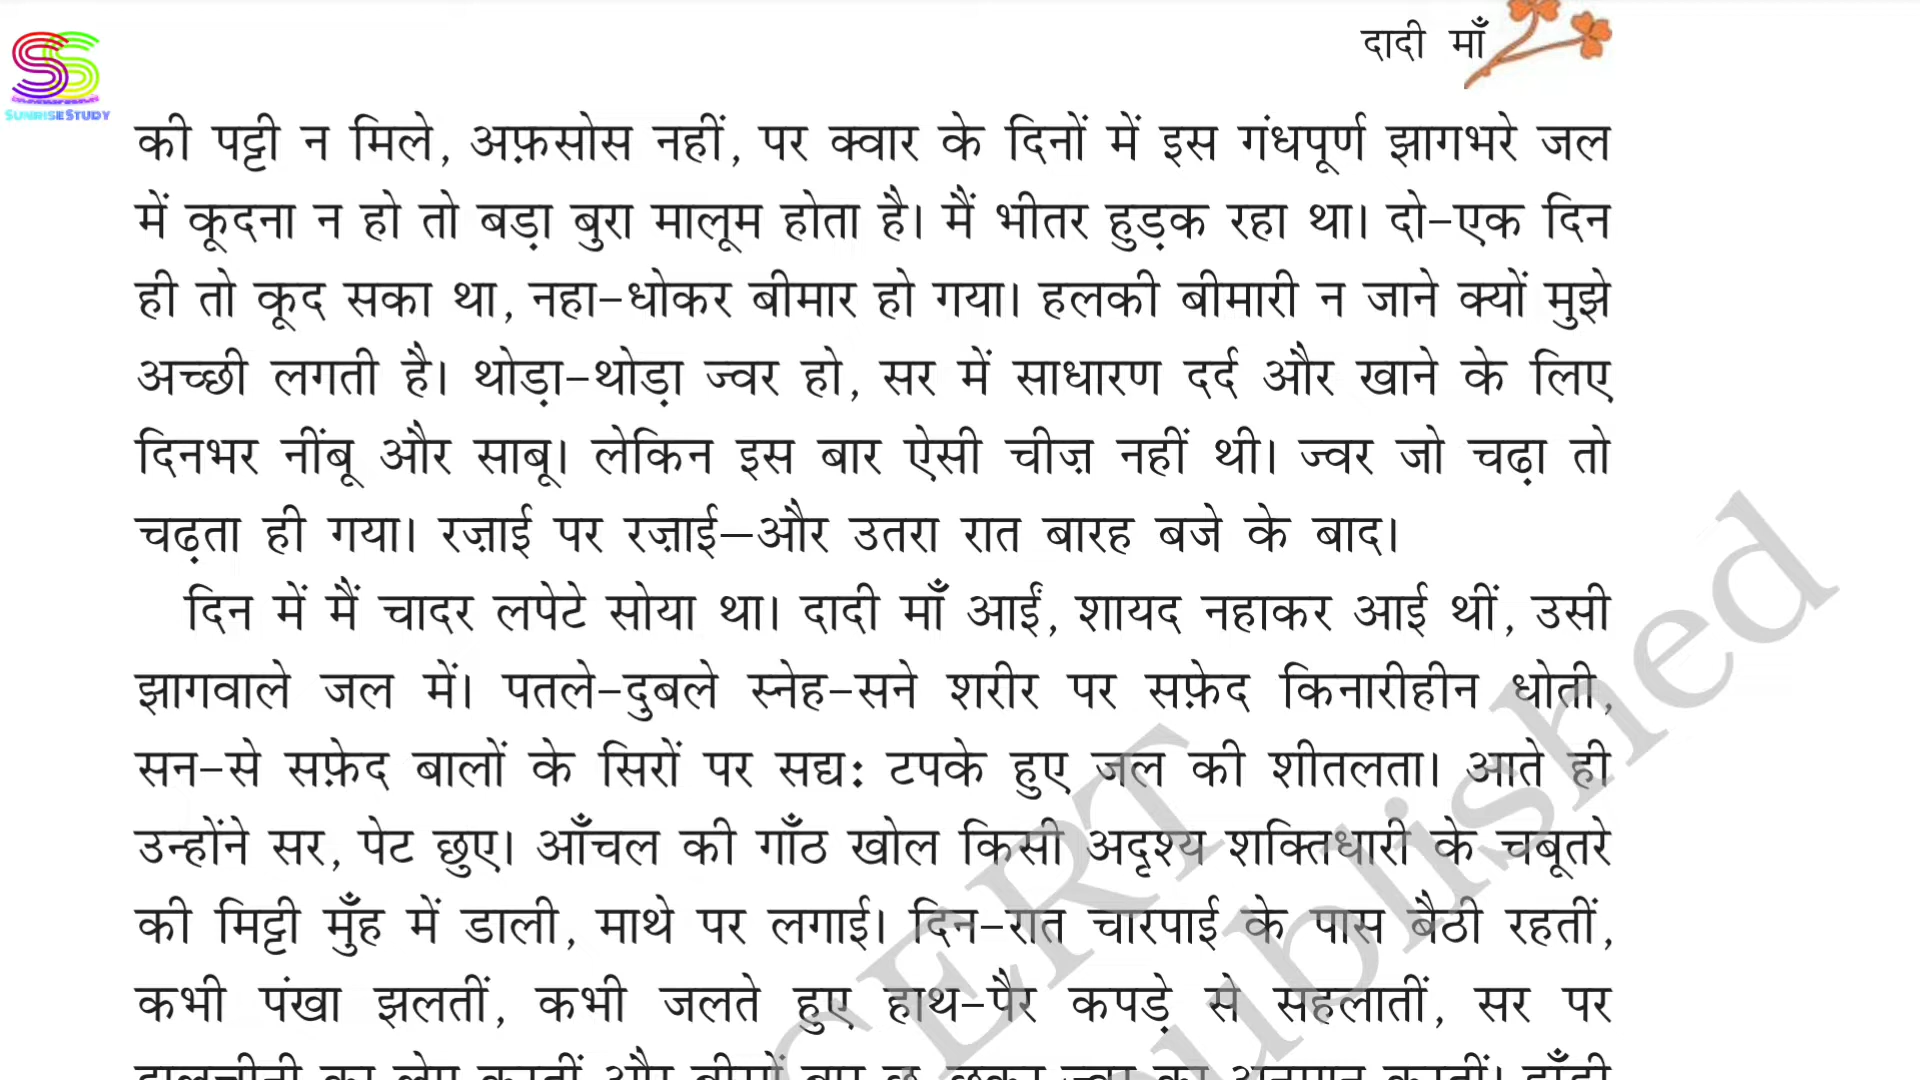 दादी माँ
SUNRISESTUDY
की पट्टी न मिले, अफ़सोस नहीं, पर क्वार के दिनों में इस गंधपूर्ण झागभरे जल
में कूदना न हो तो बड़ा बुरा मालूम होता है। मैं भीतर हुड़क रहा था। दो-एक दिन
ही तो कूद सका था, नहा-धोकर बीमार हो गया। हलकी बीमारी न जाने क्यों मुझे
अच्छी लगती है। थोड़ा-थोड़ा ज्वर हो, सर में साधारण दर्द और खाने के लिए
दिनभर नींबू और साबू। लेकिन इस बार ऐसी चीज़ नहीं थी। ज्वर जो चढ़ा तो
चढ़ता ही गया। रज़ाई पर रज़ाई—और उतरा रात बारह बजे के बाद।
दिन में मैं चादर लपेटे सोया था। दादी माँ आईं, शायद नहाकर आई थीं, उसी
झागवाले जल में। पतले-दुबले स्नेह-सने शरीर पर सफ़ेद किनारीहीन धोती,
सन-से सफ़ेद बालों के सिरों पर सद्य: टपके हुए जल की शीतलता। आते ही
उन्होंने सर, पेट छुए। आँचल की गाँठ खोल किसी अदृश्य शक्तिधारी के चबूतरे
की मिट्टी मुँह में डाली, माथे पर लगाई। दिन-रात चारपाई के पास बैठी रहतीं,
कभी पंखा झलतीं, कभी जलते हुए हाथ-पैर कपड़े से सहलातीं, सर पर